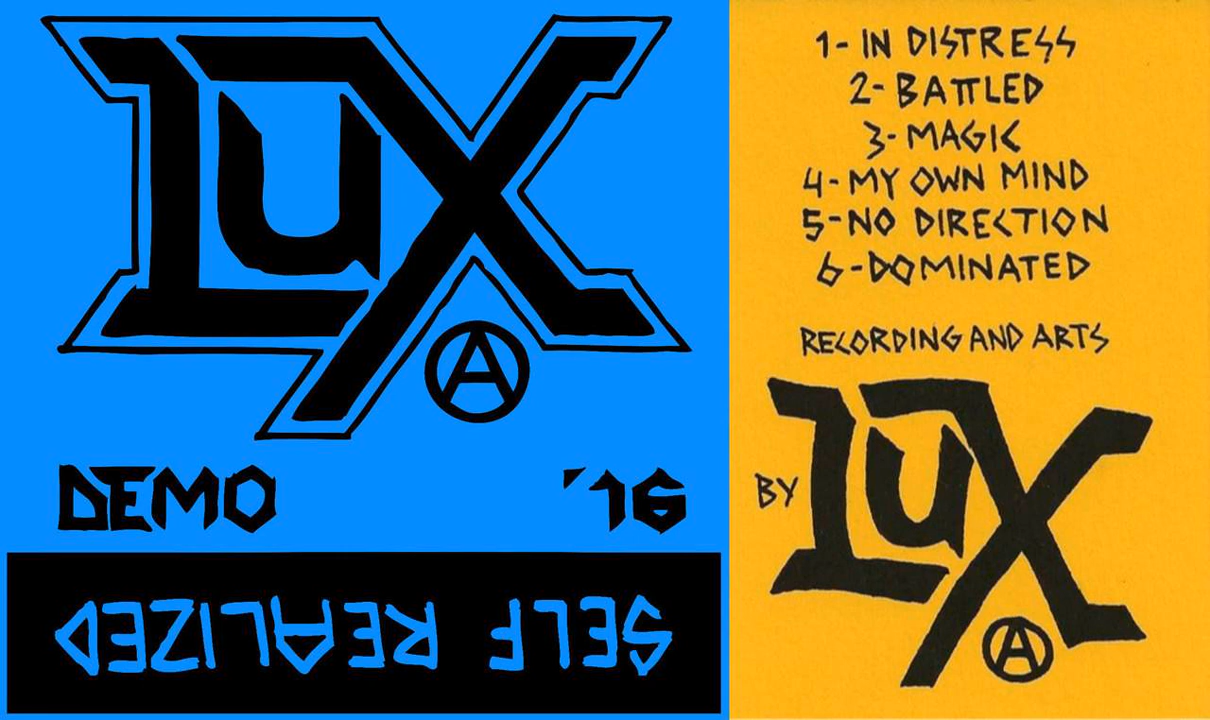 LUX
Ⓐ
DEMO '16
SELF REALIZED
1- IN DISTRESS
2- BATTLED
3- MAGIC
4- MY OWN MIND
5- NO DIRECTION
6- DOMINATED
RECORDING AND ARTS
BY LUX
Ⓐ